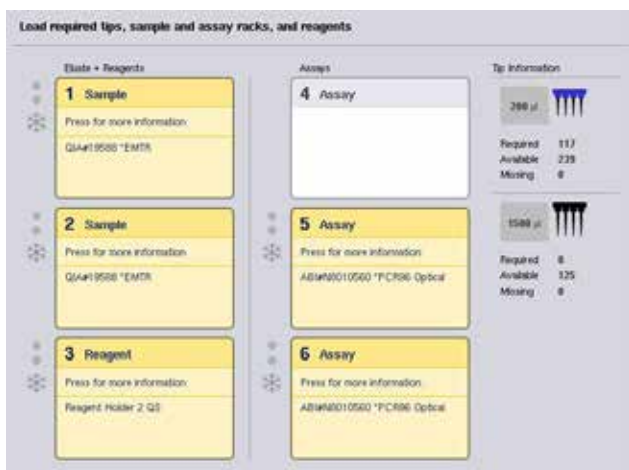 Load required tips, sample and assay racks, and reagents
Eluate + Reagents
Assays
Tip Information
1 Sample
Press for more information
QIA#19588 *EMTR
2 Sample
Press for more information
QIA#19588 *EMTR
3 Reagent
Press for more information
Reagent Holder 2 QS
4 Assay
5 Assay
Press for more information
ABI#N8010560 *PCR96 Optical
6 Assay
Press for more information
ABI#N8010560 *PCR96 Optical
200 µl
Required 117
Available 239
Missing 0
1500 µl
Required 8
Available 125
Missing 0